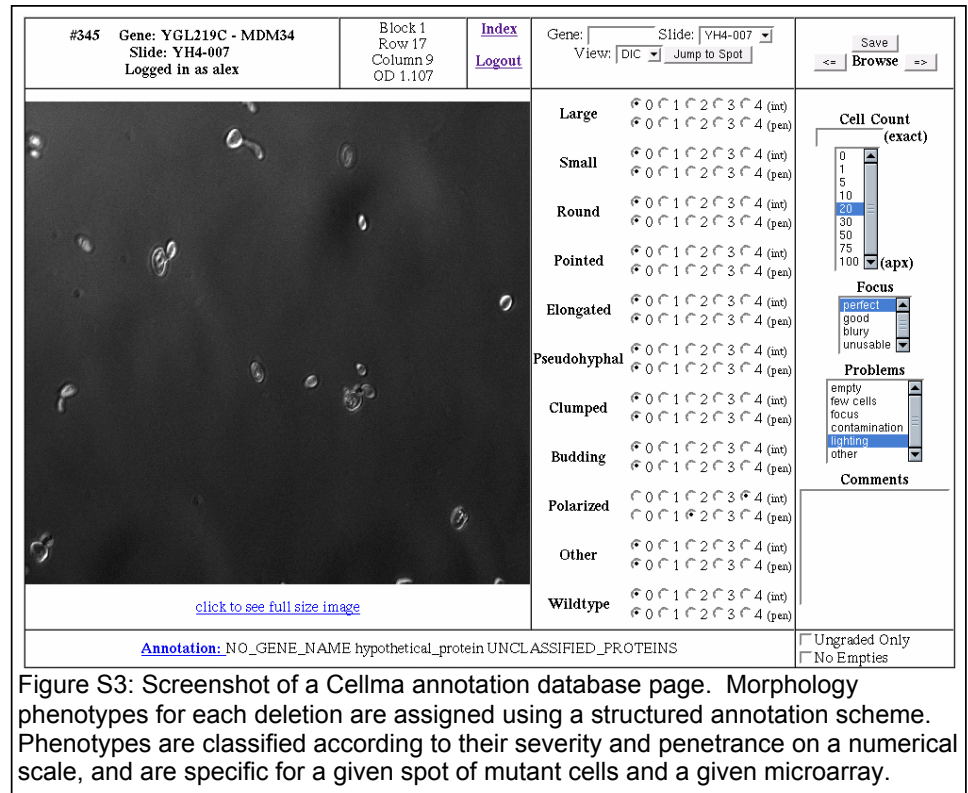 #345 Gene: YGL219C - MDM34
Slide: YH4-007
Logged in as alex
Block 1
Row 17
Column 9
OD 1.107
Index
Logout
Gene: Slide: YH4-007
View: DIC Jump to Spot
Save
<= Browse =>
Large 0 1 2 3 4 (int)
0 1 2 3 4 (pen)
Small 0 1 2 3 4 (int)
0 1 2 3 4 (pen)
Round 0 1 2 3 4 (int)
0 1 2 3 4 (pen)
Pointed 0 1 2 3 4 (int)
0 1 2 3 4 (pen)
Elongated 0 1 2 3 4 (int)
0 1 2 3 4 (pen)
Pseudohyphal 0 1 2 3 4 (int)
0 1 2 3 4 (pen)
Clumped 0 1 2 3 4 (int)
0 1 2 3 4 (pen)
Budding 0 1 2 3 4 (int)
0 1 2 3 4 (pen)
Polarized 0 1 2 3 4 (int)
0 1 2 3 4 (pen)
Other 0 1 2 3 4 (int)
0 1 2 3 4 (pen)
Wildtype 0 1 2 3 4 (int)
0 1 2 3 4 (pen)
Cell Count
(exact)
0
1
5
10
20
30
50
75
100 (apx)
Focus
perfect
good
blury
unusable
Problems
empty
few cells
focus
contamination
lighting
other
Comments
click to see full size image
Annotation: NO_GENE_NAME hypothetical_protein UNCLASSIFIED_PROTEINS
Ungraded Only
No Empties
Figure S3: Screenshot of a Cellma annotation database page. Morphology
phenotypes for each deletion are assigned using a structured annotation scheme.
Phenotypes are classified according to their severity and penetrance on a numerical
scale, and are specific for a given spot of mutant cells and a given microarray.